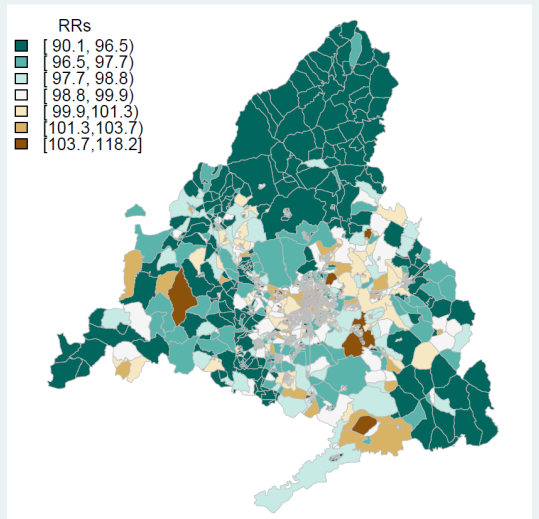 RRs
[ 90.1, 96.5)
[ 96.5, 97.7)
[ 97.7, 98.8)
[ 98.8, 99.9)
[ 99.9,101.3)
[101.3,103.7)
[103.7,118.2]